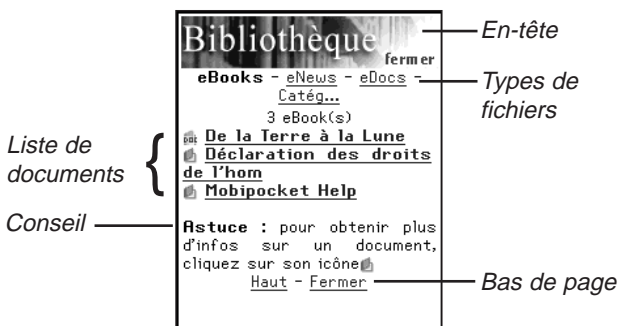 Bibliothèque
fermer
En-tête
eBooks - eNews - eDocs -
Catég...
Types de
fichiers
3 eBook(s)
Liste de
documents
De la Terre à la Lune
Déclaration des droits
de l'hom
Mobipocket Help
Conseil
Astuce : pour obtenir plus
d'infos sur un document,
cliquez sur son icône
Haut - Fermer
Bas de page